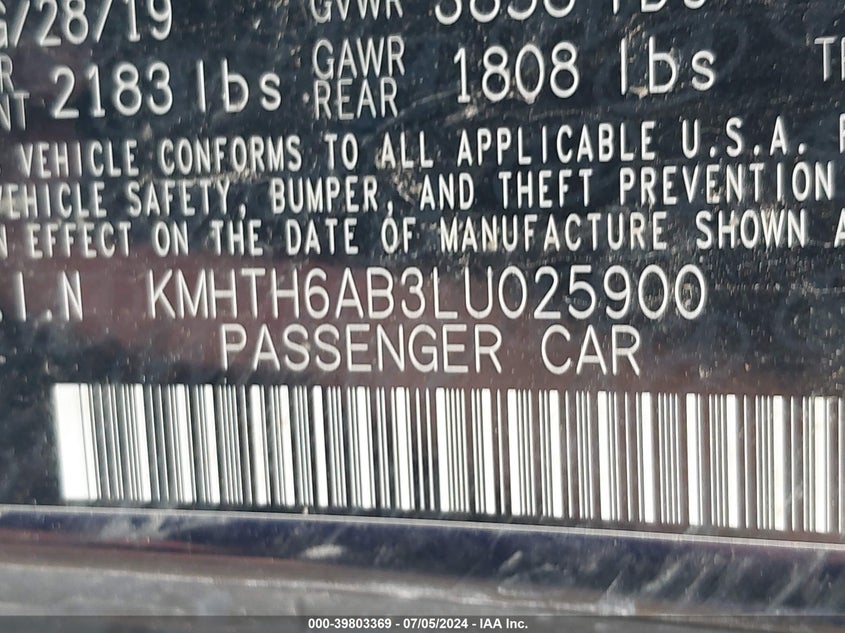 /28/19 GVWR
2183 lbs GAWR REAR 1808 lbs
VEHICLE CONFORMS TO ALL APPLICABLE U.S.A.
VEHICLE SAFETY, BUMPER, AND THEFT PREVENTION
EFFECT ON THE DATE OF MANUFACTURE SHOWN
.I.N KMHTH6AB3LU025900
PASSENGER CAR
000-39803369 - 07/05/2024 - IAA Inc.